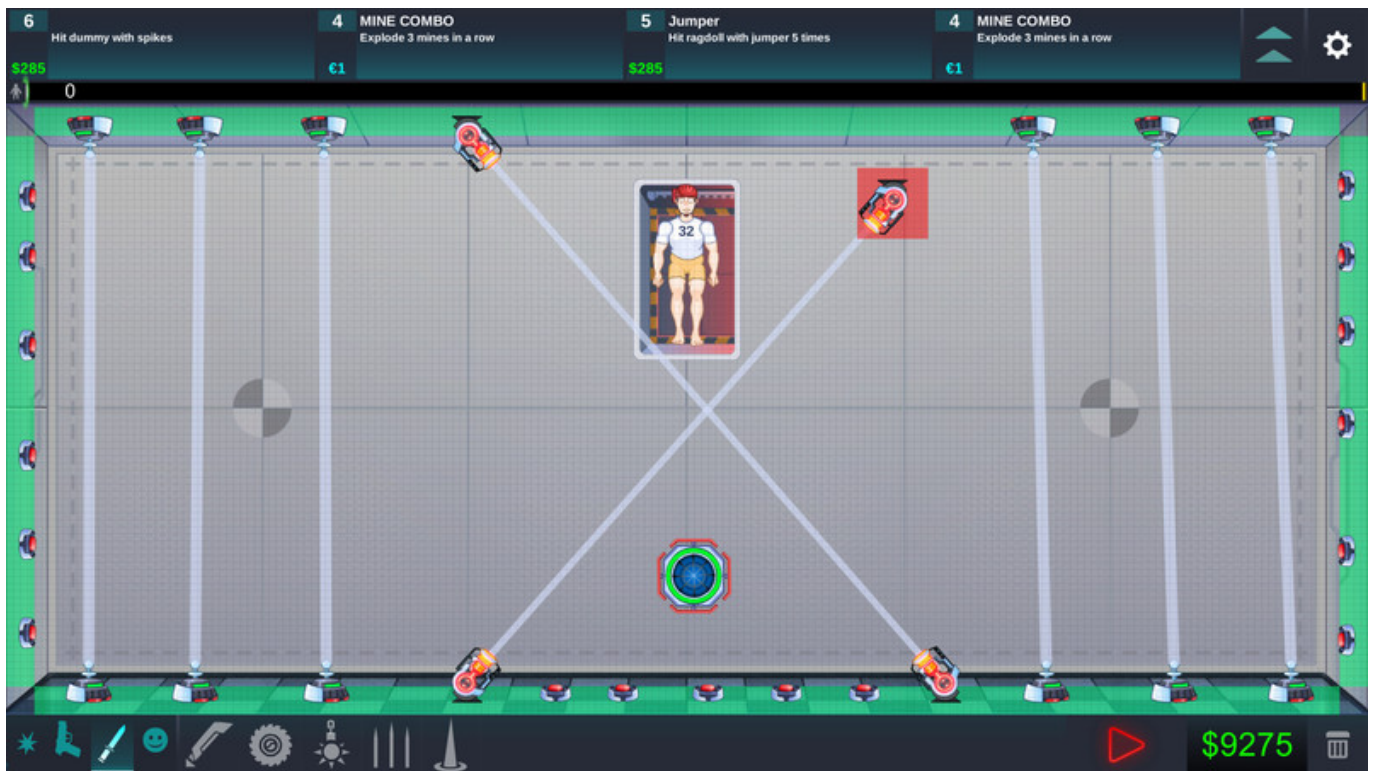 6
Hit dummy with spikes
$285
4 MINE COMBO
Explode 3 mines in a row
€1
5 Jumper
Hit ragdoll with jumper 5 times
$285
4 MINE COMBO
Explode 3 mines in a row
€1
0
32
$9275